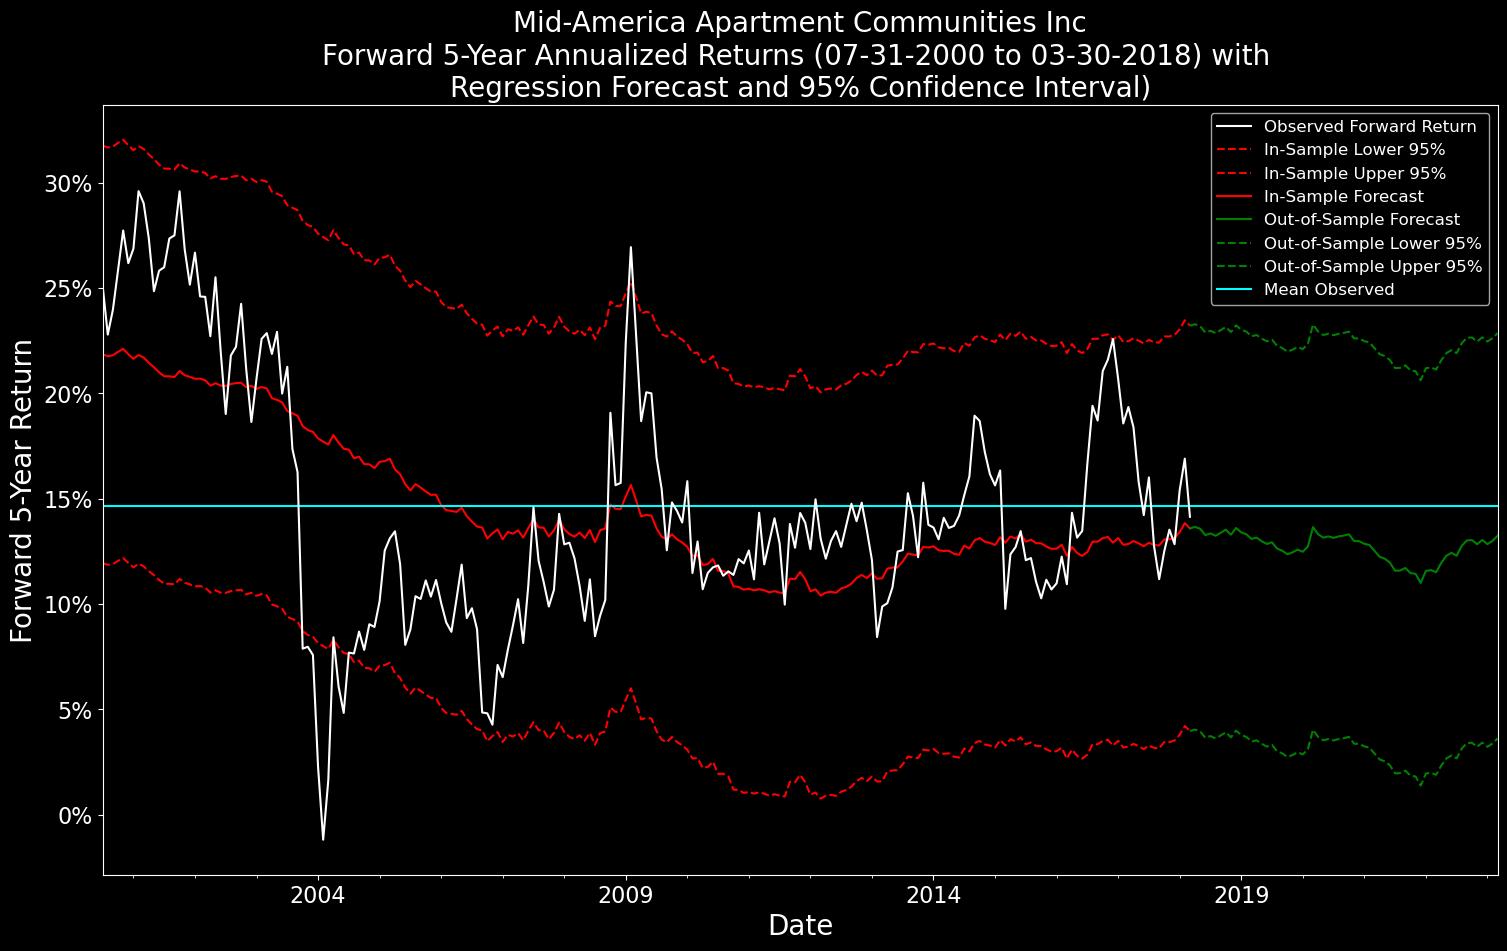 Mid-America Apartment Communities Inc
Forward 5-Year Annualized Returns (07-31-2000 to 03-30-2018) with
Regression Forecast and 95% Confidence Interval)
Observed Forward Return
In-Sample Lower 95%
In-Sample Upper 95%
In-Sample Forecast
Out-of-Sample Forecast
Out-of-Sample Lower 95%
Out-of-Sample Upper 95%
Mean Observed
Forward 5-Year Return
30%
25%
20%
15%
10%
5%
0%
2004
2009
2014
2019
Date